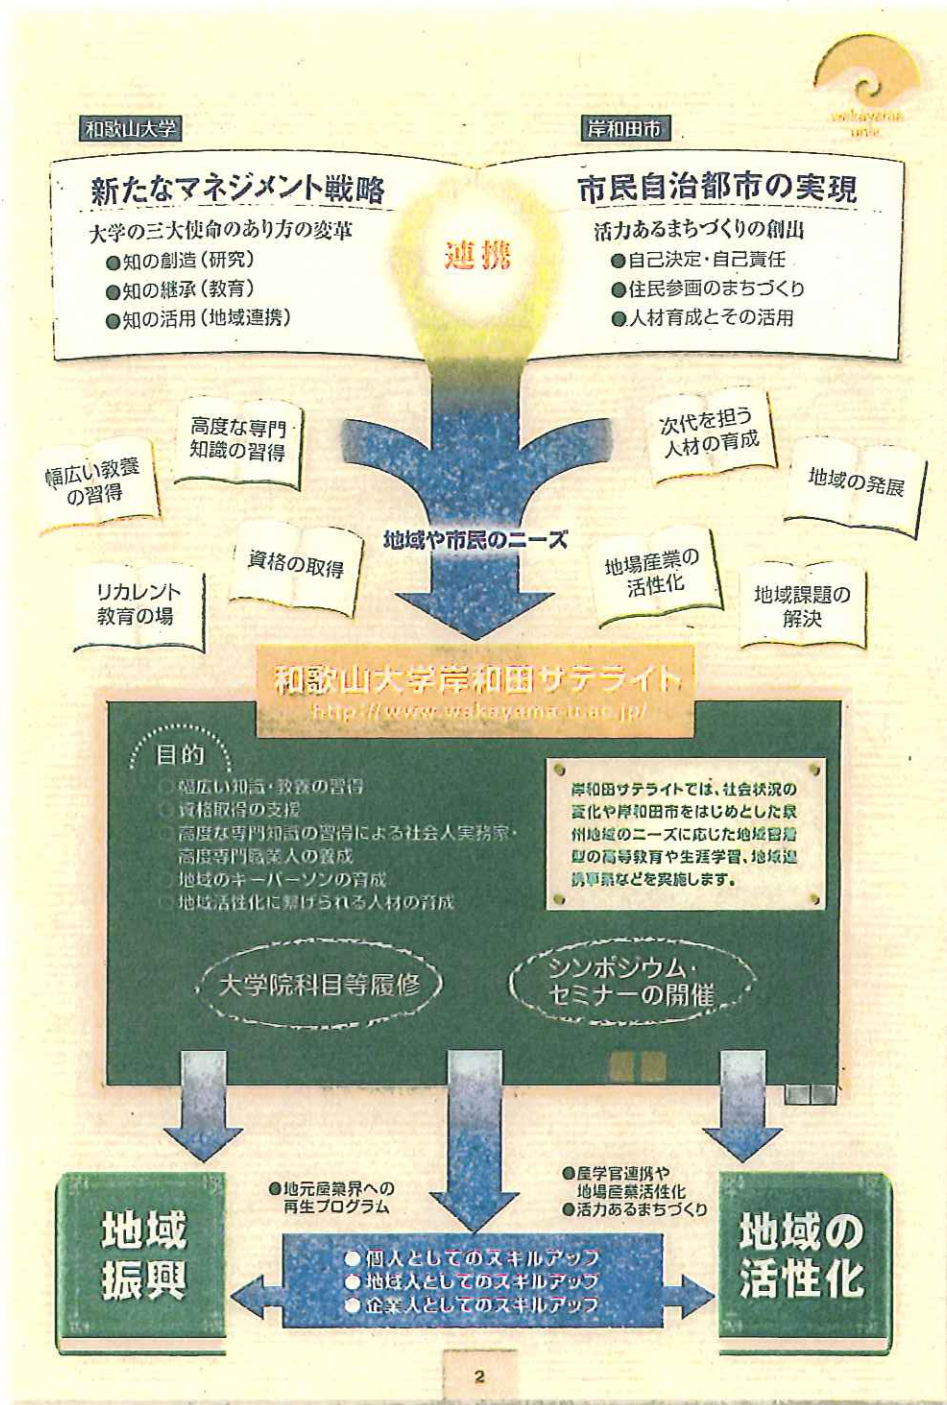 wakayama
univ.
和歌山大学
新たなマネジメント戦略
大学の三大使命のあり方の変革
●知の創造(研究)
●知の継承(教育)
●知の活用(地域連携)
連携
岸和田市
市民自治都市の実現
活力あるまちづくりの創出
●自己決定・自己責任
●住民参画のまちづくり
●人材育成とその活用
幅広い教養
の習得
高度な専門
知識の習得
リカレント
教育の場
資格の取得
次代を担う
人材の育成
地域の発展
地場産業の
活性化
地域課題の
解決
地域や市民のニーズ
和歌山大学岸和田サテライト
http://www.wakayama-u.ac.jp/
目的
○幅広い知識・教養の習得
○資格取得の支援
○高度な専門知識の習得による社会人実務家・
高度専門職業人の養成
地域のキーパーソンの育成
○地域活性化に繋げられる人材の育成
岸和田サテライトでは、社会状況の
変化や岸和田市をはじめとした泉
州地域のニーズに応じた地域密着
型の高等教育や生涯学習、地域連
携事業などを実施します。
大学院科目等履修
シンポジウム・
セミナーの開催
地域
振興
●地元産業界への
再生プログラム
●産学官連携や
地場産業活性化
●活力あるまちづくり
●個人としてのスキルアップ
●地域人としてのスキルアップ
●企業人としてのスキルアップ
地域の
活性化
2